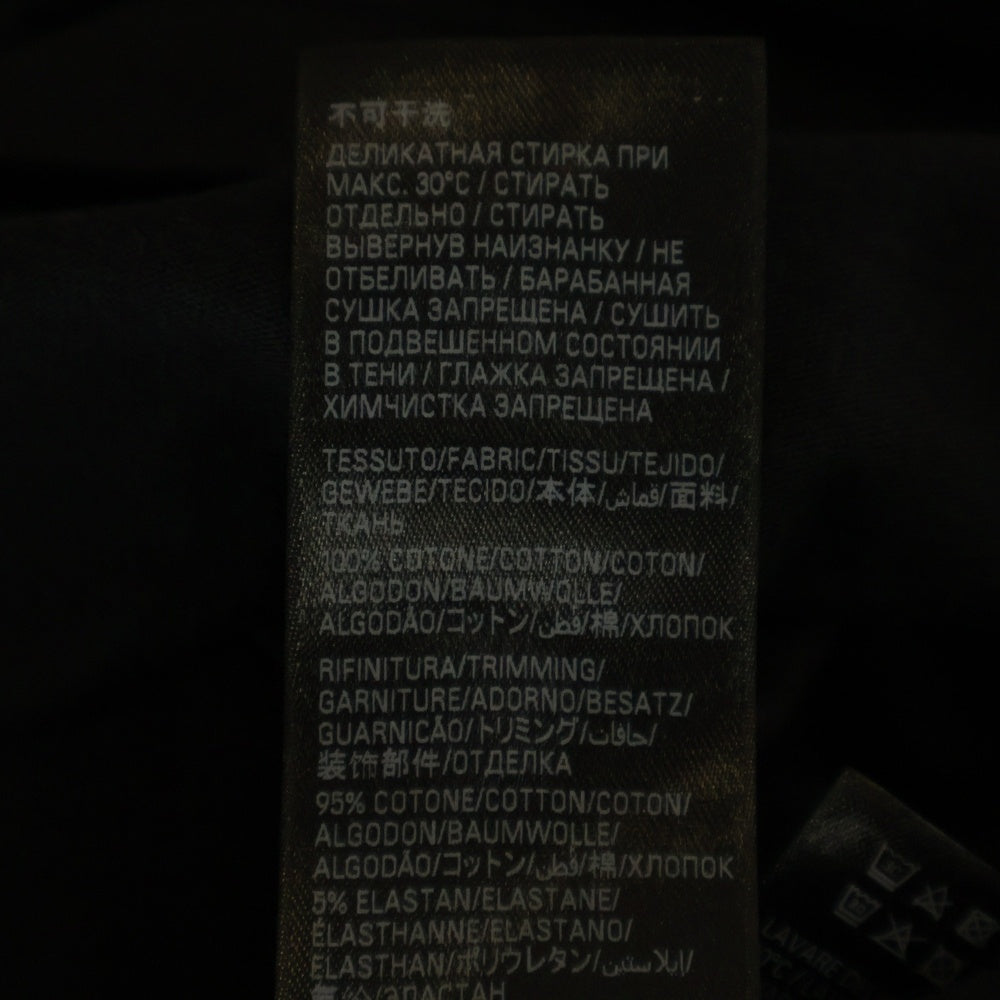 不可干洗
ДЕЛИКАТНАЯ СТИРКА ПРИ
МАКС. 30°C / СТИРАТЬ
ОТДЕЛЬНО / СТИРАТЬ
ВЫВЕРНУВ НАИЗНАНКУ / НЕ
ОТБЕЛИВАТЬ / БАРАБАННАЯ
СУШКА ЗАПРЕЩЕНА / СУШИТЬ
В ПОДВЕШЕННОМ СОСТОЯНИИ
В ТЕНИ / ГЛАЖКА ЗАПРЕЩЕНА /
ХИМЧИСТКА ЗАПРЕЩЕНА
TESSUTO/FABRIC/TISSU/TEJIDO/
GEWEBE/TECIDO/本体/قماش/面料/
ТКАНЬ
100% COTONE/COTTON/COTON/
ALGODON/BAUMWOLLE/
ALGODÃO/コットン/قطن/棉/ХЛОПОК
RIFINITURA/TRIMMING/
GARNITURE/ADORNO/BESATZ/
GUARNICÃO/トリミング/حافات/
装饰部件/ОТДЕЛКА
95% COTONE/COTTON/COTON/
ALGODON/BAUMWOLLE/
ALGODÃO/コットン/قطن/棉/ХЛОПОК
5% ELASTAN/ELASTANE/
ÉLASTHANNE/ELASTANO/
ELASTHAN/ポリウレタン/إيلاستين/
ЭЛАСТАН
LAVARE